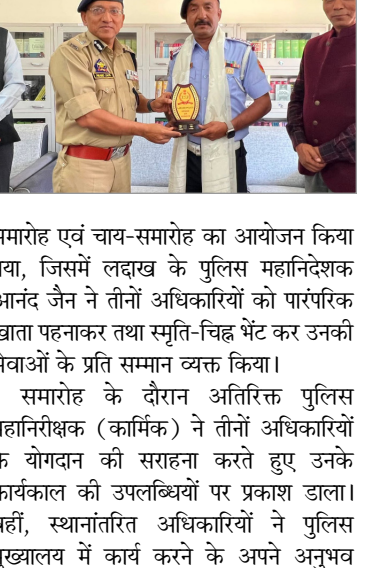 समारोह एवं चाय-समारोह का आयोजन किया
गया, जिसमें लद्दाख के पुलिस महानिदेशक
आनंद जैन ने तीनों अधिकारियों को पारंपरिक
खाता पहनाकर तथा स्मृति-चिह्न भेंट कर उनकी
सेवाओं के प्रति सम्मान व्यक्त किया।
समारोह के दौरान अतिरिक्त पुलिस
महानिरीक्षक (कार्मिक) ने तीनों अधिकारियों
के योगदान की सराहना करते हुए उनके
कार्यकाल की उपलब्धियों पर प्रकाश डाला।
वहीं, स्थानांतरित अधिकारियों ने पुलिस
मुख्यालय में कार्य करने के अपने अनुभव